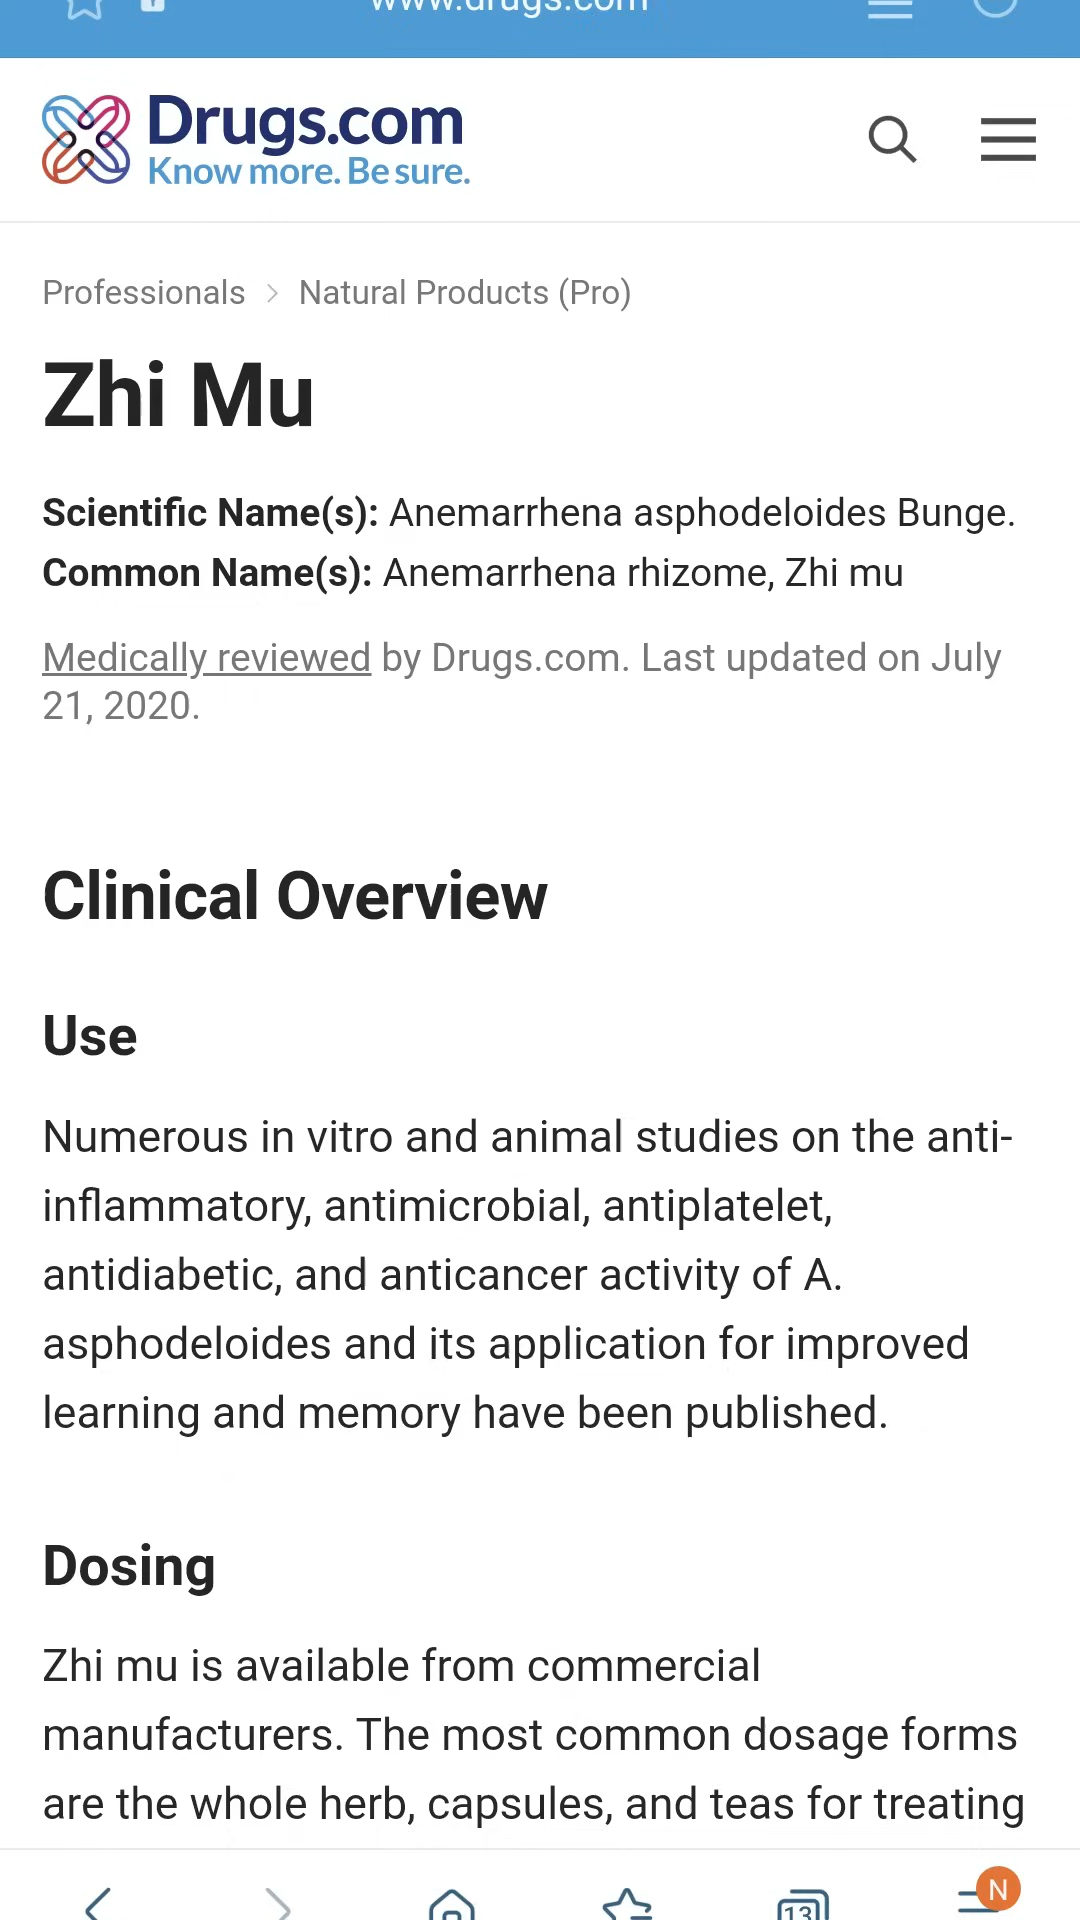 www.drugs.com
Drugs.com
Know more. Be sure.
Professionals > Natural Products (Pro)
Zhi Mu
Scientific Name(s): Anemarrhena asphodeloides Bunge.
Common Name(s): Anemarrhena rhizome, Zhi mu
Medically reviewed by Drugs.com. Last updated on July
21, 2020.
Clinical Overview
Use
Numerous in vitro and animal studies on the anti-
inflammatory, antimicrobial, antiplatelet,
antidiabetic, and anticancer activity of A.
asphodeloides and its application for improved
learning and memory have been published.
Dosing
Zhi mu is available from commercial
manufacturers. The most common dosage forms
are the whole herb, capsules, and teas for treating
13
N